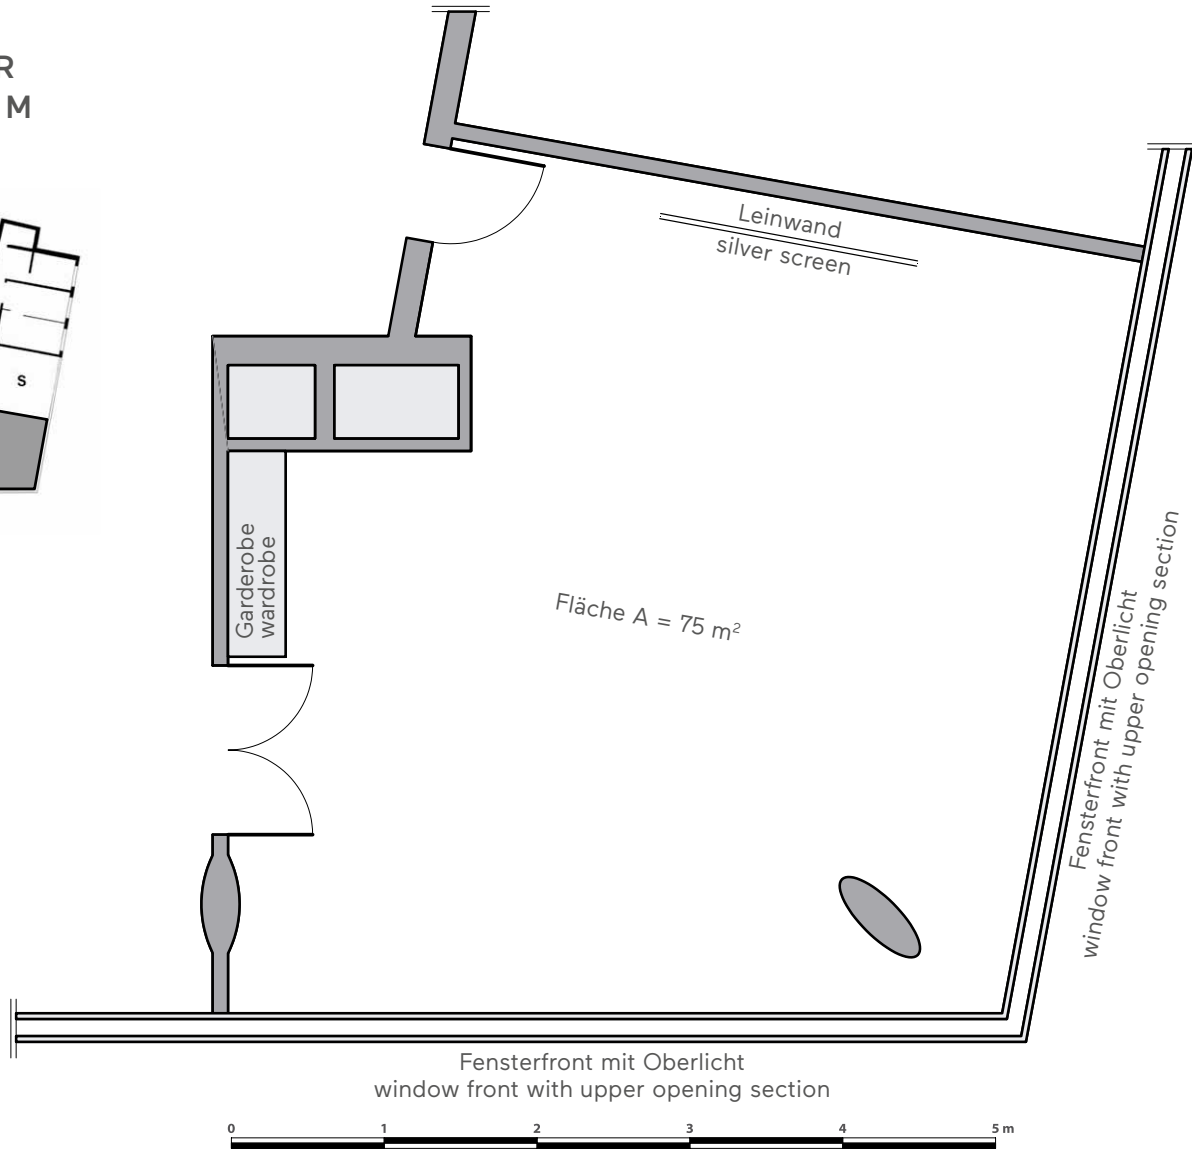 R
M
S
Leinwand
silver screen
Garderobe
wardrobe
Fläche A = 75 m²
Fensterfront mit Oberlicht
window front with upper opening section
Fensterfront mit Oberlicht
window front with upper opening section
0 1 2 3 4 5 m